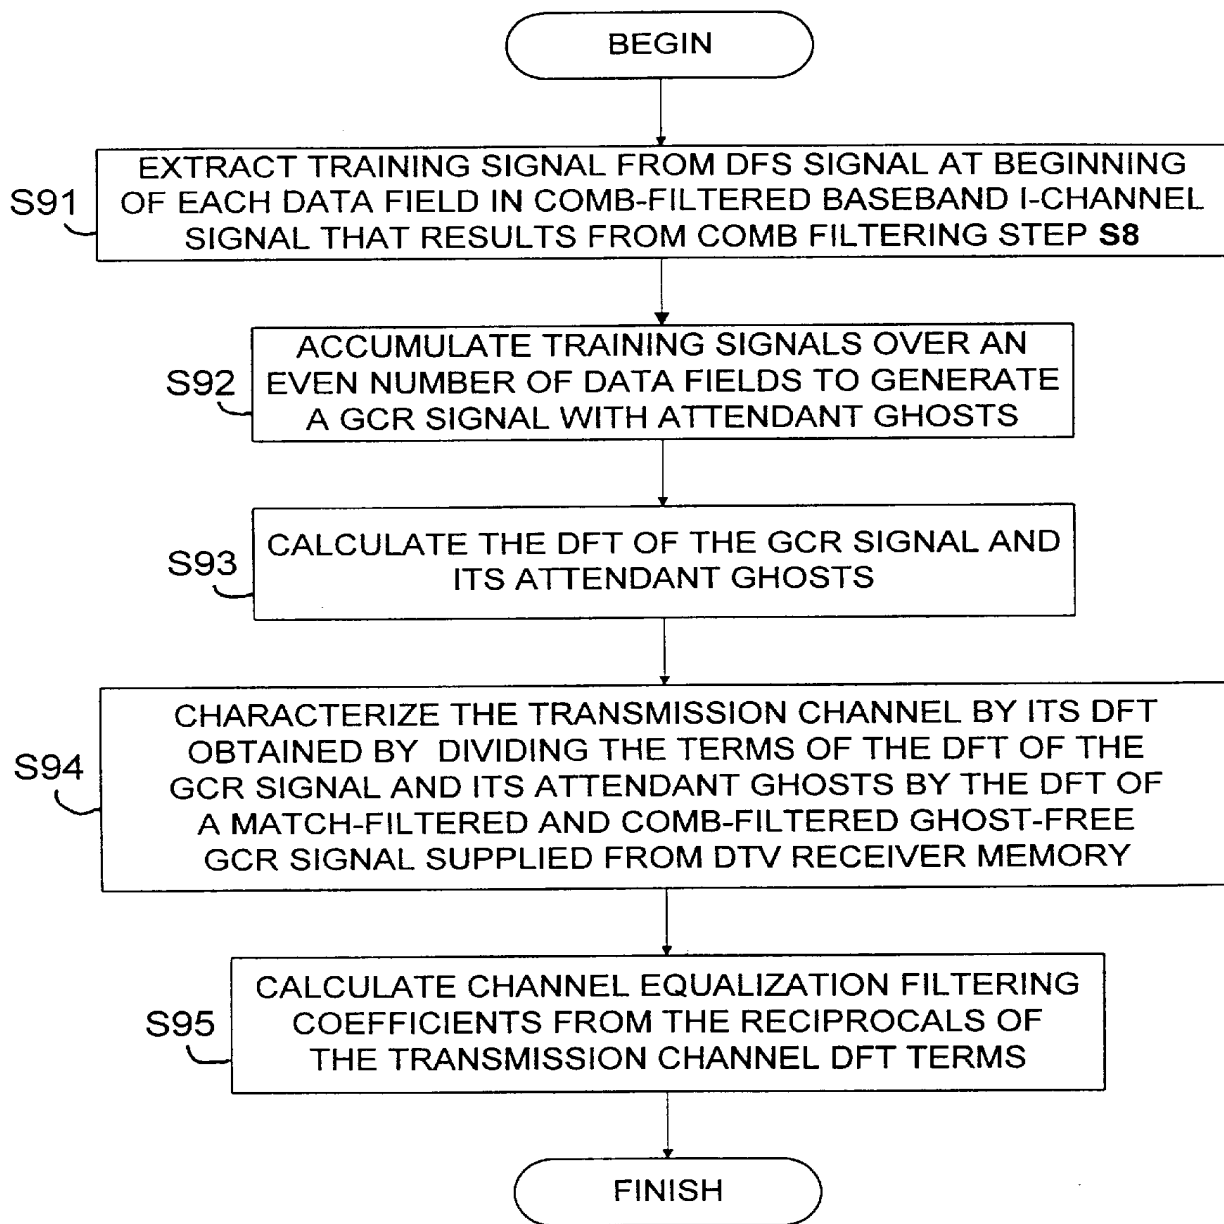 BEGIN
S91
EXTRACT TRAINING SIGNAL FROM DFS SIGNAL AT BEGINNING
OF EACH DATA FIELD IN COMB-FILTERED BASEBAND I-CHANNEL
SIGNAL THAT RESULTS FROM COMB FILTERING STEP S8
S92
ACCUMULATE TRAINING SIGNALS OVER AN
EVEN NUMBER OF DATA FIELDS TO GENERATE
A GCR SIGNAL WITH ATTENDANT GHOSTS
S93
CALCULATE THE DFT OF THE GCR SIGNAL AND
ITS ATTENDANT GHOSTS
S94
CHARACTERIZE THE TRANSMISSION CHANNEL BY ITS DFT
OBTAINED BY DIVIDING THE TERMS OF THE DFT OF THE
GCR SIGNAL AND ITS ATTENDANT GHOSTS BY THE DFT OF
A MATCH-FILTERED AND COMB-FILTERED GHOST-FREE
GCR SIGNAL SUPPLIED FROM DTV RECEIVER MEMORY
S95
CALCULATE CHANNEL EQUALIZATION FILTERING
COEFFICIENTS FROM THE RECIPROCALS OF
THE TRANSMISSION CHANNEL DFT TERMS
FINISH